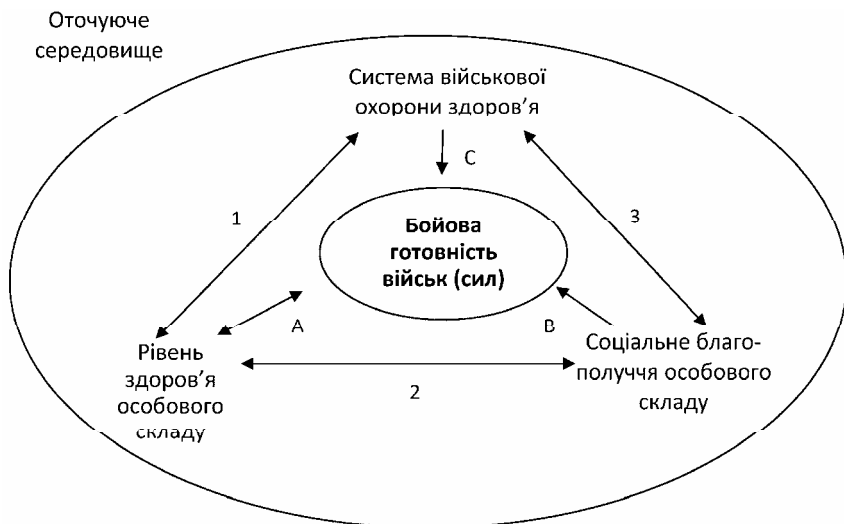 Оточуюче
середовище
Система військової
охорони здоров’я
C
1
3
Бойова
готовність
військ (сил)
A
B
Рівень
здоров’я
особового
складу
2
Соціальне благо-
получчя особового
складу